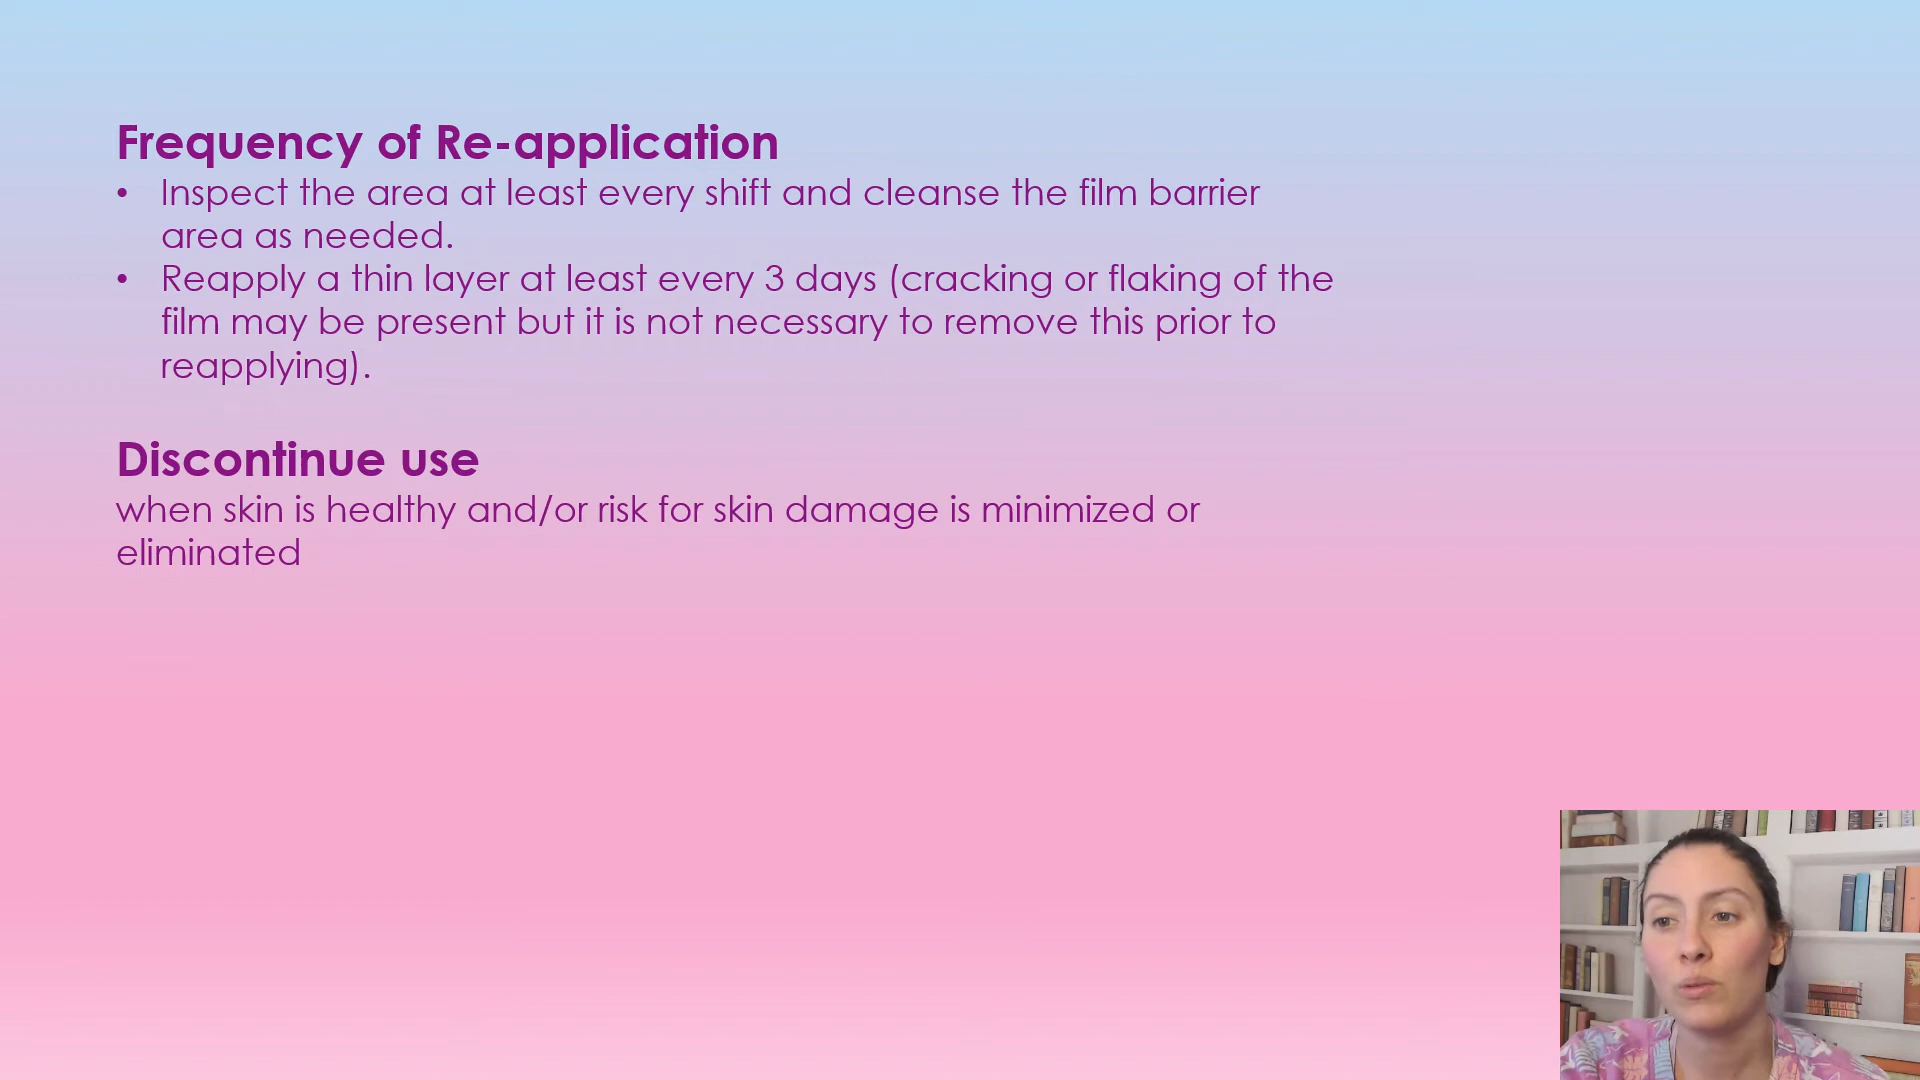 Frequency of Re-application
• Inspect the area at least every shift and cleanse the film barrier
area as needed.
• Reapply a thin layer at least every 3 days (cracking or flaking of the
film may be present but it is not necessary to remove this prior to
reapplying).
Discontinue use
when skin is healthy and/or risk for skin damage is minimized or
eliminated